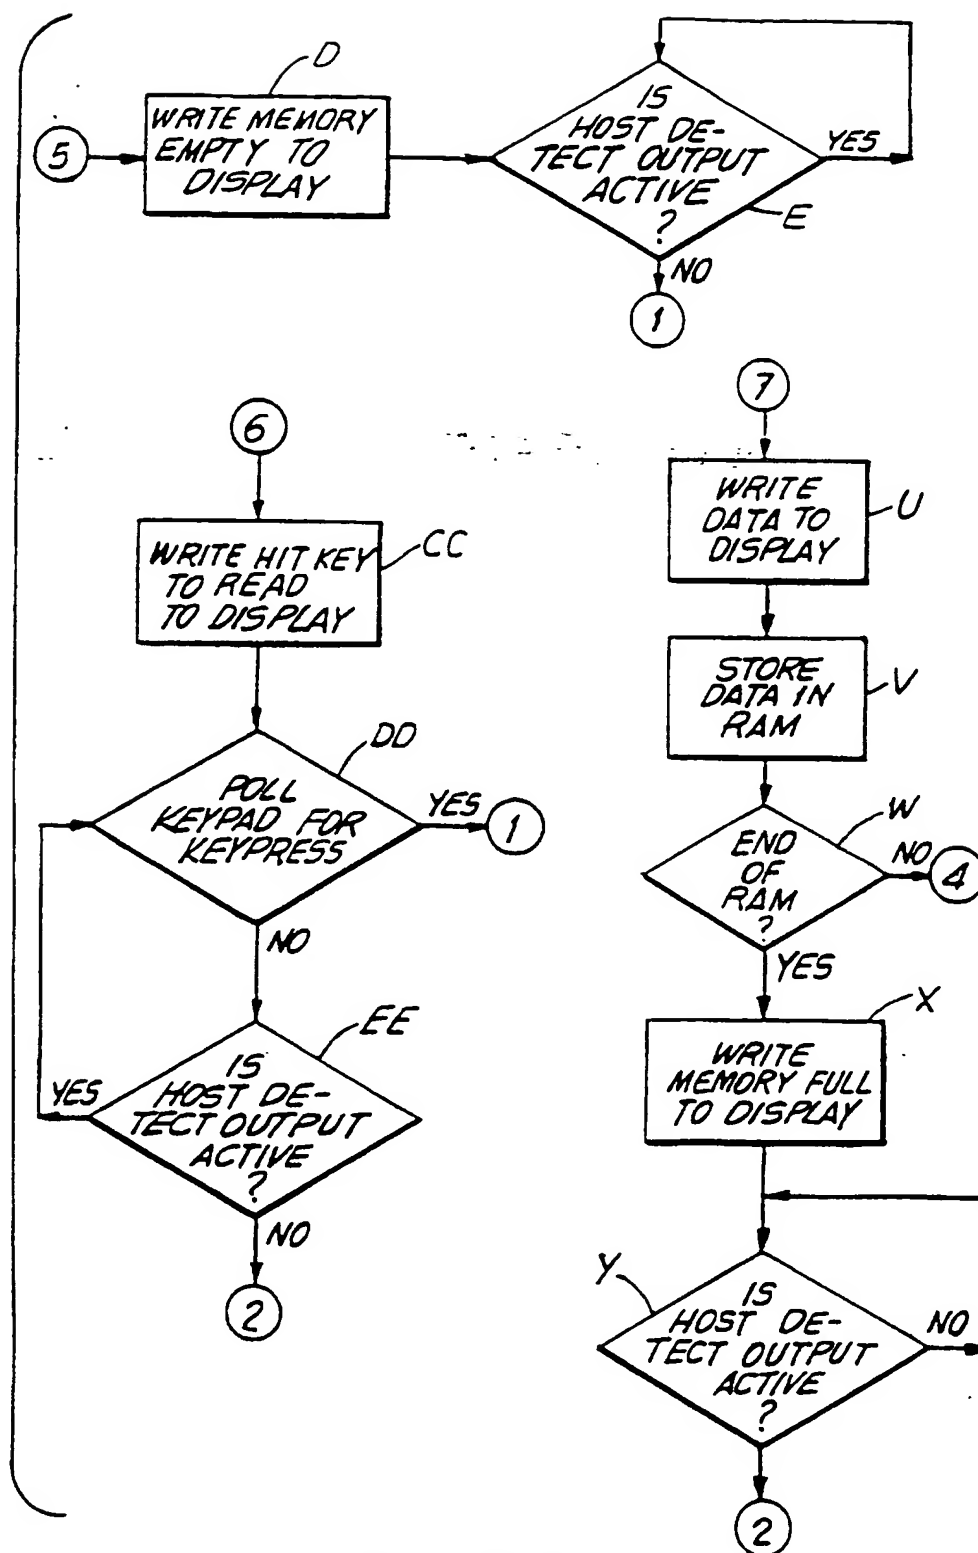 D
5
WRITE MEMORY
EMPTY TO
DISPLAY
IS
HOST DE-
TECT OUTPUT
ACTIVE
?
YES
E
NO
1
6
WRITE HIT KEY
TO READ
TO DISPLAY
CC
POLL
KEYPAD FOR
KEYPRESS
DD
YES
1
NO
EE
IS
HOST DE-
TECT OUTPUT
ACTIVE
?
YES
NO
2
7
WRITE
DATA TO
DISPLAY
U
STORE
DATA IN
RAM
V
END
OF
RAM
?
W
NO
4
YES
X
WRITE
MEMORY FULL
TO DISPLAY
Y
IS
HOST DE-
TECT OUTPUT
ACTIVE
?
NO
2